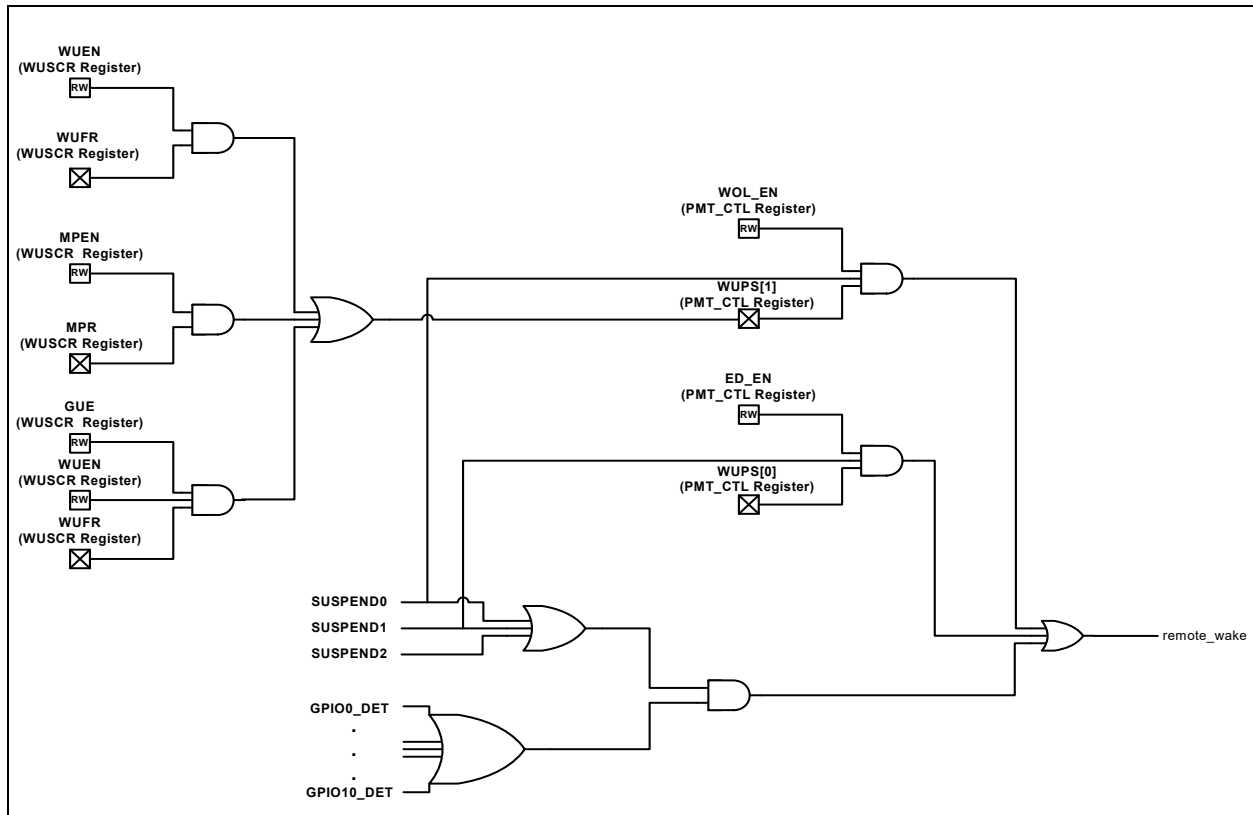 WUEN
(WUSCR Register)
RW
WUFR
(WUSCR Register)
MPEN
(WUSCR  Register)
RW
MPR
(WUSCR Register)
GUE
(WUSCR  Register)
RW
WUEN
(WUSCR Register)
RW
WUFR
(WUSCR Register)
WOL_EN
(PMT_CTL Register)
RW
WUPS[1]
(PMT_CTL Register)
ED_EN
(PMT_CTL Register)
RW
WUPS[0]
(PMT_CTL Register)
SUSPEND0
SUSPEND1
SUSPEND2
GPIO0_DET
.
.
.
GPIO10_DET
remote_wake